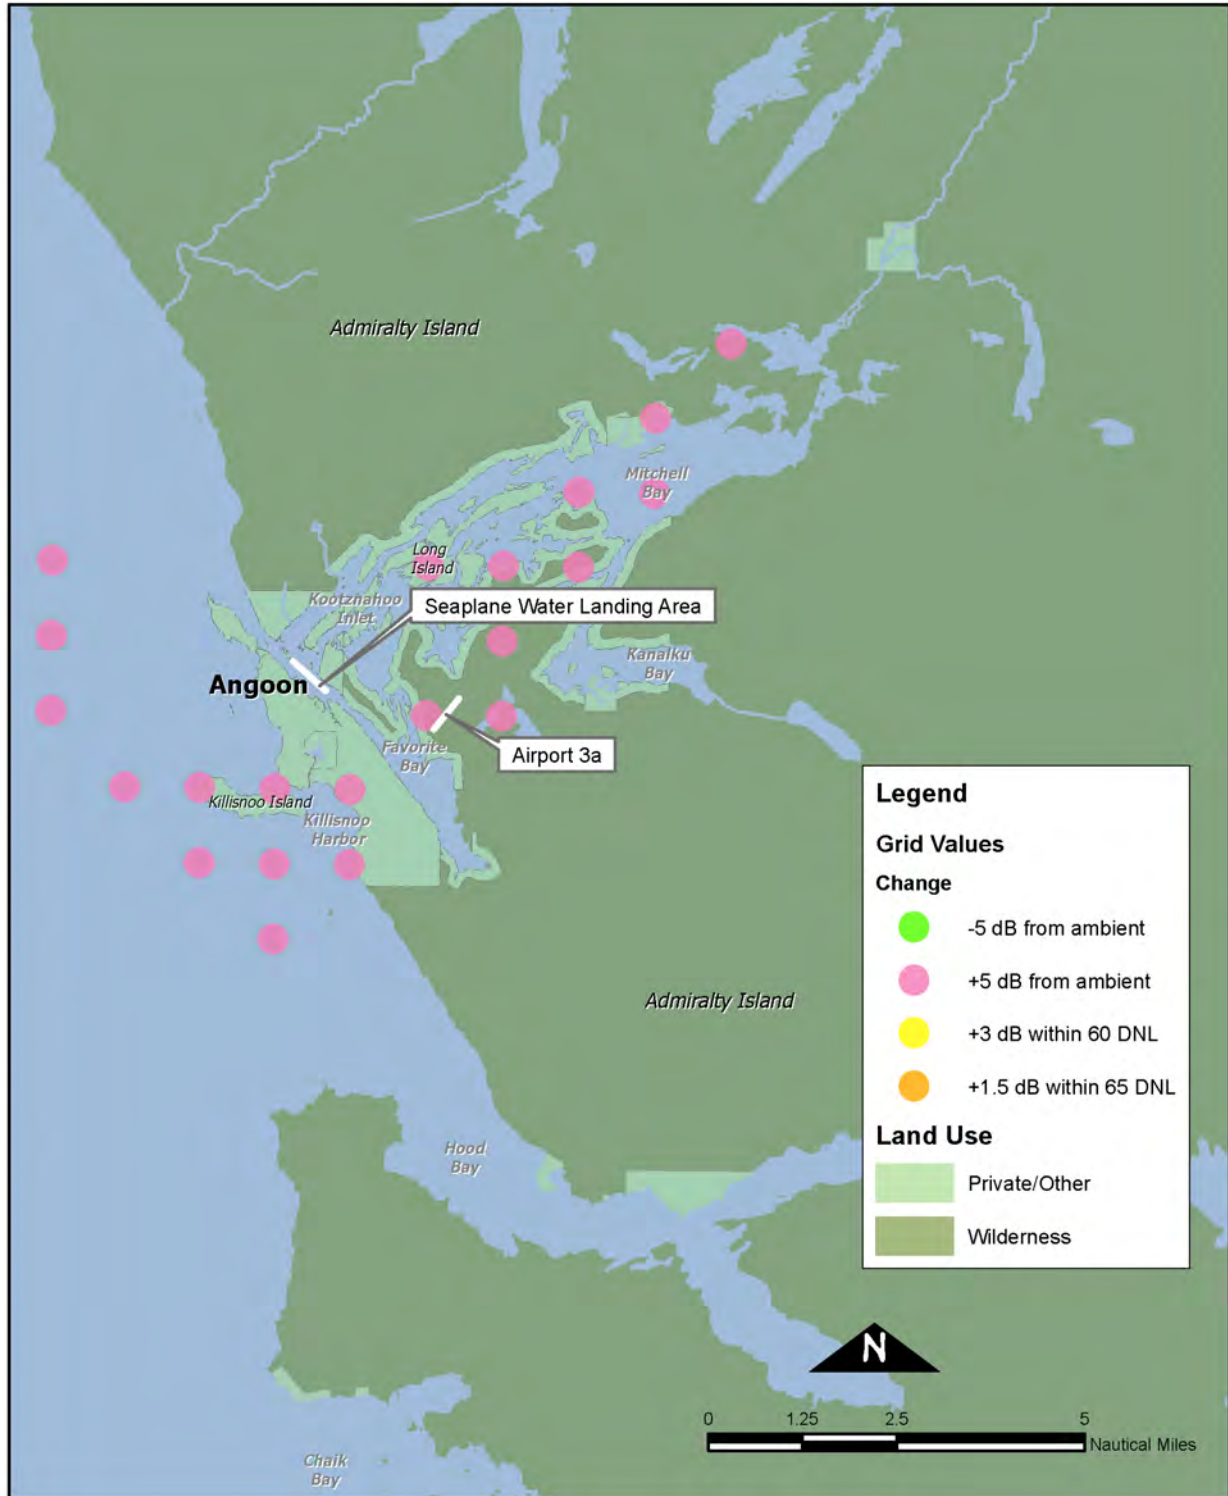 Admiralty Island
Mitchell
Bay
Long
Island
Kootznahoo
Inlet
Seaplane Water Landing Area
Kanalku
Bay
Angoon
Favorite
Bay
Airport 3a
Killisnoo Island
Killisnoo
Harbor
Legend
Grid Values
Change
-5 dB from ambient
+5 dB from ambient
+3 dB within 60 DNL
+1.5 dB within 65 DNL
Land Use
Private/Other
Wilderness
Admiralty Island
Hood
Bay
N
0 1.25 2.5 5
Nautical Miles
Chaik
Bay